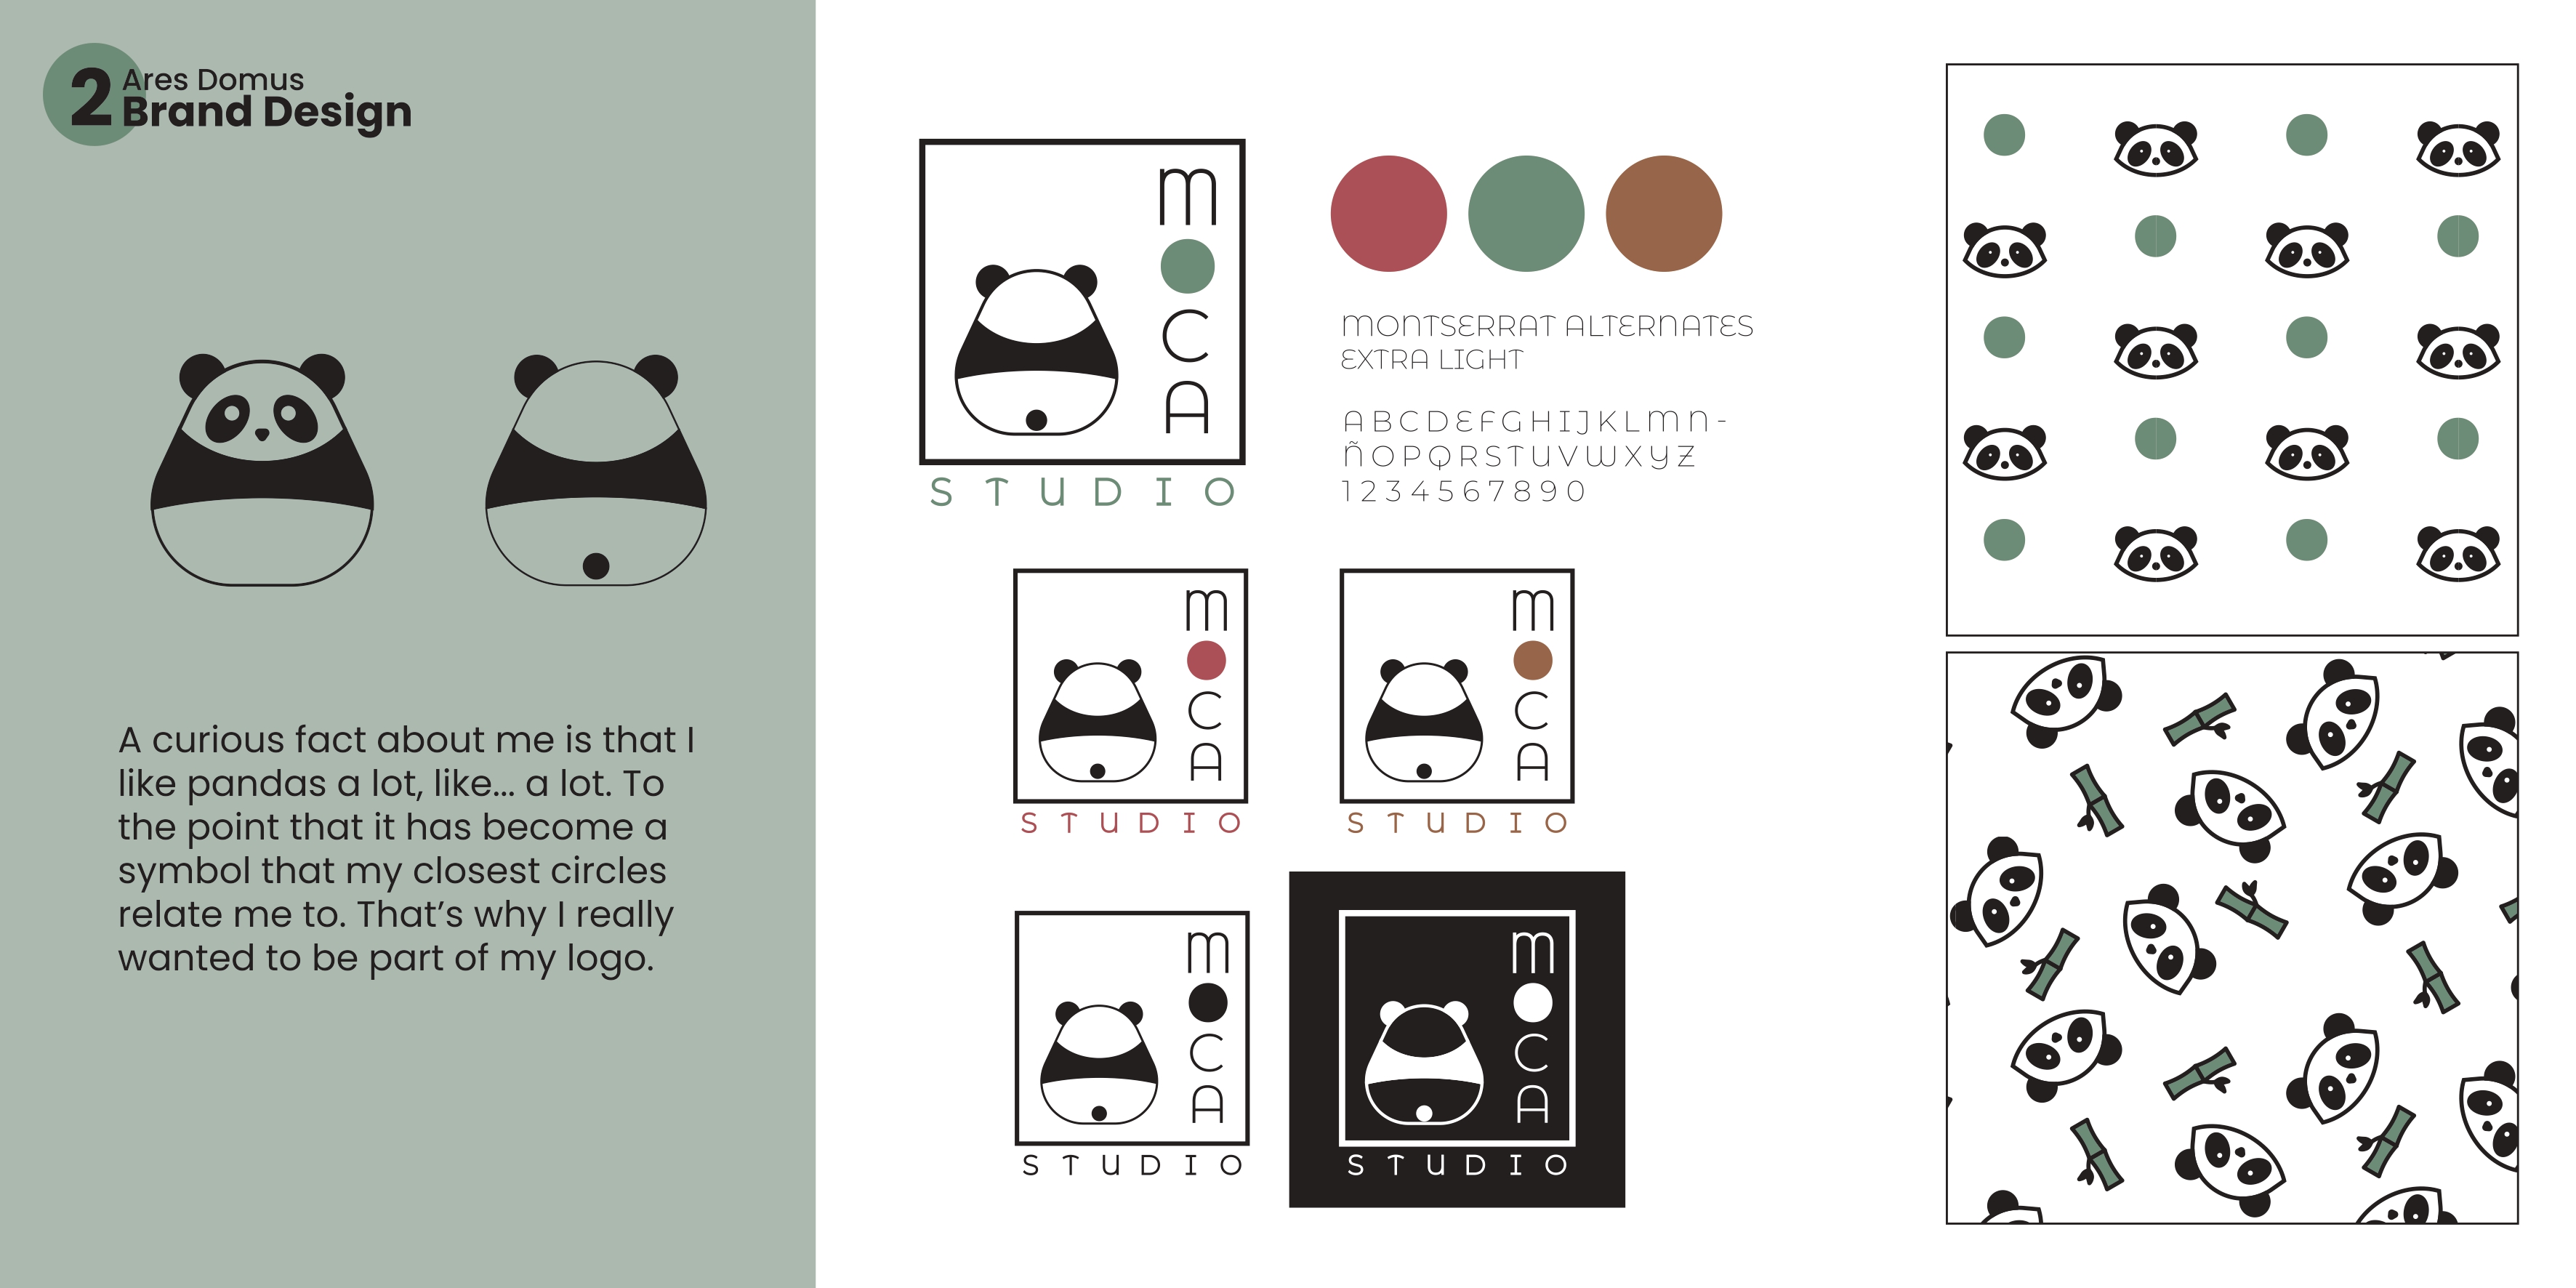 2
Ares Domus
Brand Design
A curious fact about me is that I
like pandas a lot, like... a lot. To
the point that it has become a
symbol that my closest circles
relate me to. That's why I really
wanted to be part of my logo.
M
C
A
STUDIO
MONTSERRAT ALTERNATES
EXTRA LIGHT
ABCDEFGHIJKLMN-
ÑOPQRSTUVWXYZ
1234567890
M
C
A
STUDIO
M
C
A
STUDIO
M
C
A
STUDIO
M
C
A
STUDIO